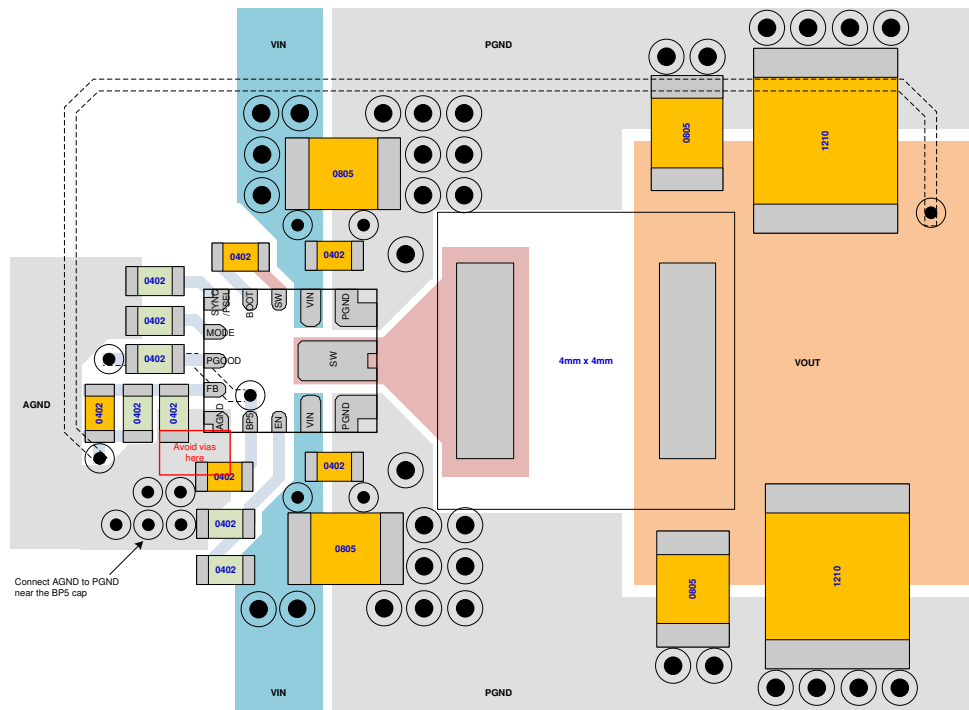 VIN
PGND
0805
1210
0805
0402
0402
0402
SYNC
/FSEL
BOOT
SW
VIN
PGND
0402
MODE
0402
PGOOD
SW
4mm x 4mm
VOUT
FB
AGND
0402
0402
0402
AGND
BP5
EN
VIN
PGND
Avoid vias
here
0402
0402
0402
0805
0402
Connect AGND to PGND
near the BP5 cap
0805
1210
VIN
PGND